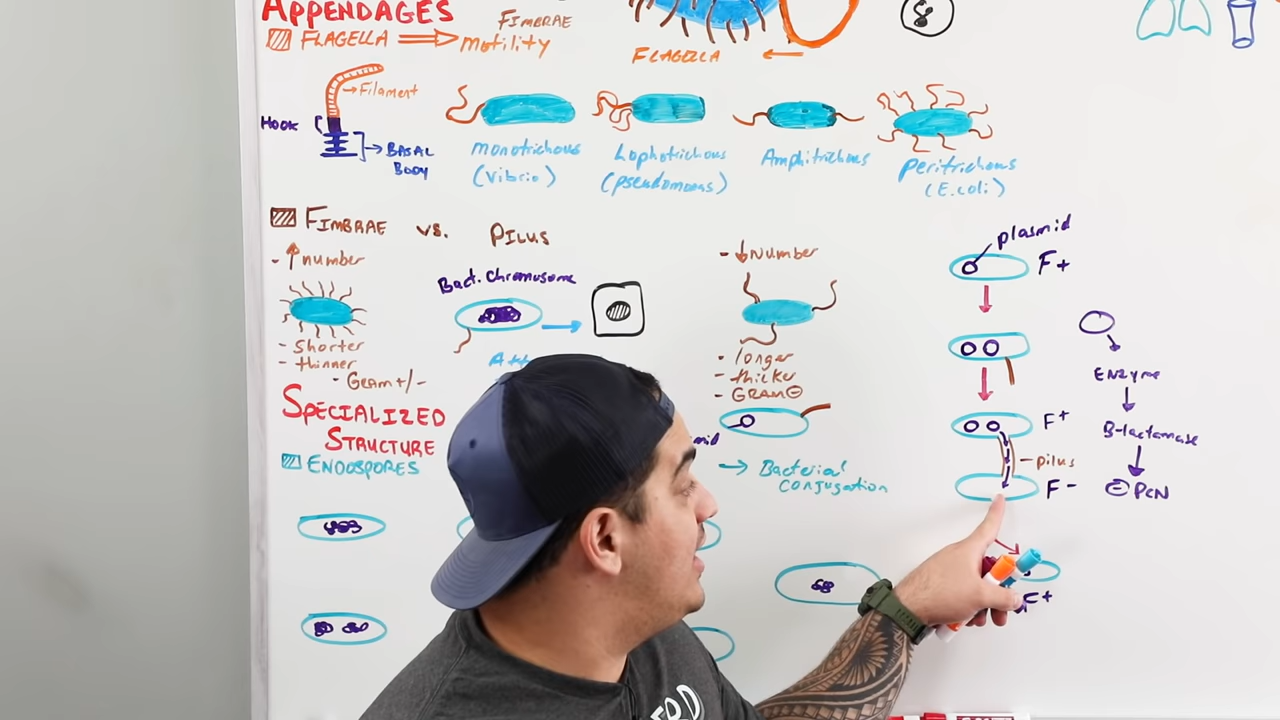 APPENDAGES
FIMBRAE
FLAGELLA
motility
FLAGELLA
Filament
HOOK
BASAL
BODY
monotrichous
(vibrio)
Lophotrichous
(pseudomonas)
Amphitrichous
peritrichous
(E.coli)
FIMBRAE vs. PILUS
- ↑ number
Bact. Chromosome
- Shorter
- thinner
- GRAM +/-
- ↓ Number
- longer
- thicker
- GRAM ⊖
→ Bacterial
Conjugation
plasmid
F+
F+
pilus
F-
F+
ENzyme
B-lactamase
⊖ PCN
SPECIALIZED
STRUCTURE
ENDOSPORES